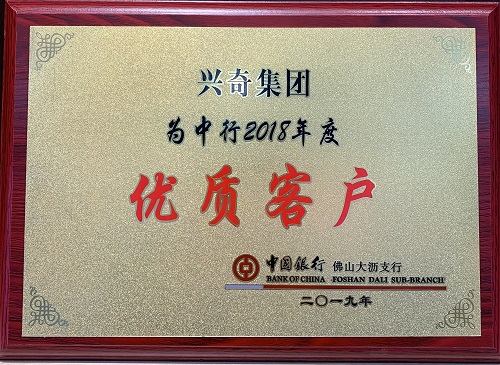 兴奇集团
为中行2018年度
优质客户
中国银行 佛山大沥支行
BANK OF CHINA FOSHAN DALI SUB-BRANCH
二〇一九年